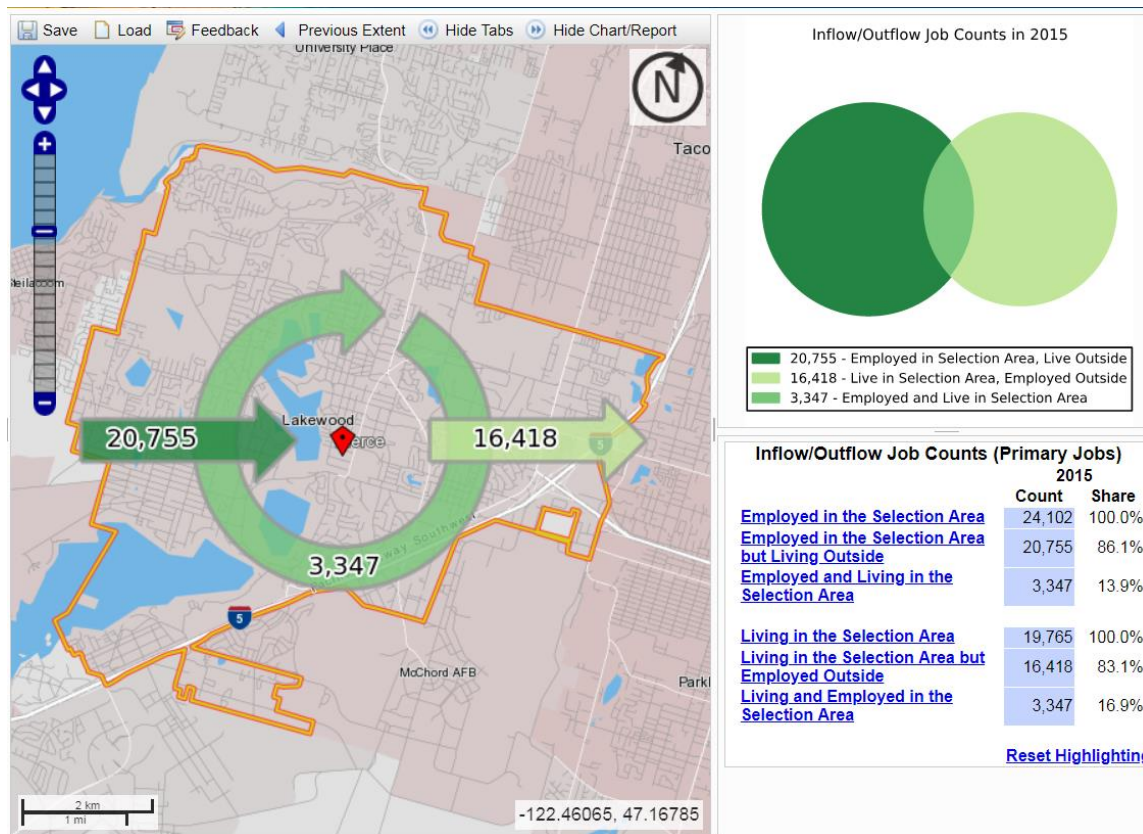 Save Load Feedback Previous Extent Hide Tabs Hide Chart/Report
University Place
N
Taco
Steilacoom
Lakewood
Pierce
20,755
16,418
5
3,347
5
McChord AFB
Parkl
2 km
1 mi
-122.46065, 47.16785
Inflow/Outflow Job Counts in 2015
20,755 - Employed in Selection Area, Live Outside
16,418 - Live in Selection Area, Employed Outside
3,347 - Employed and Live in Selection Area
Inflow/Outflow Job Counts (Primary Jobs)
2015
Count Share
Employed in the Selection Area 24,102 100.0%
Employed in the Selection Area
but Living Outside 20,755 86.1%
Employed and Living in the
Selection Area 3,347 13.9%
Living in the Selection Area 19,765 100.0%
Living in the Selection Area but
Employed Outside 16,418 83.1%
Living and Employed in the
Selection Area 3,347 16.9%
Reset Highlighting